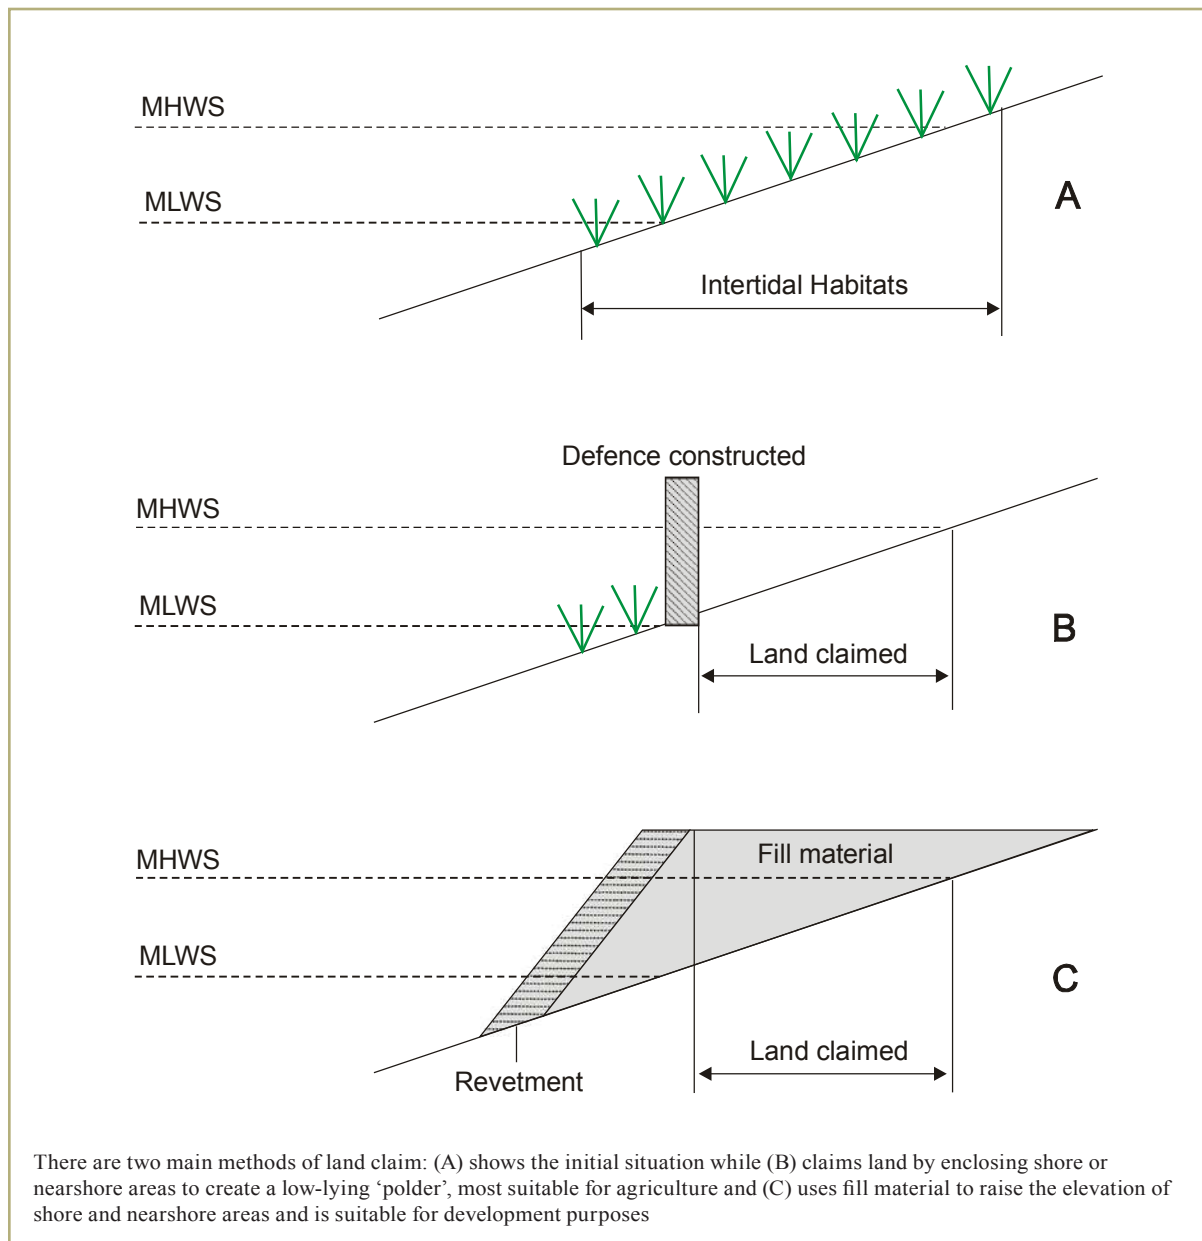 MHWS
MLWS
A
Intertidal Habitats
Defence constructed
MHWS
MLWS
B
Land claimed
MHWS
Fill material
MLWS
C
Land claimed
Revetment
There are two main methods of land claim: (A) shows the initial situation while (B) claims land by enclosing shore or
nearshore areas to create a low-lying ‘polder’, most suitable for agriculture and (C) uses fill material to raise the elevation of
shore and nearshore areas and is suitable for development purposes